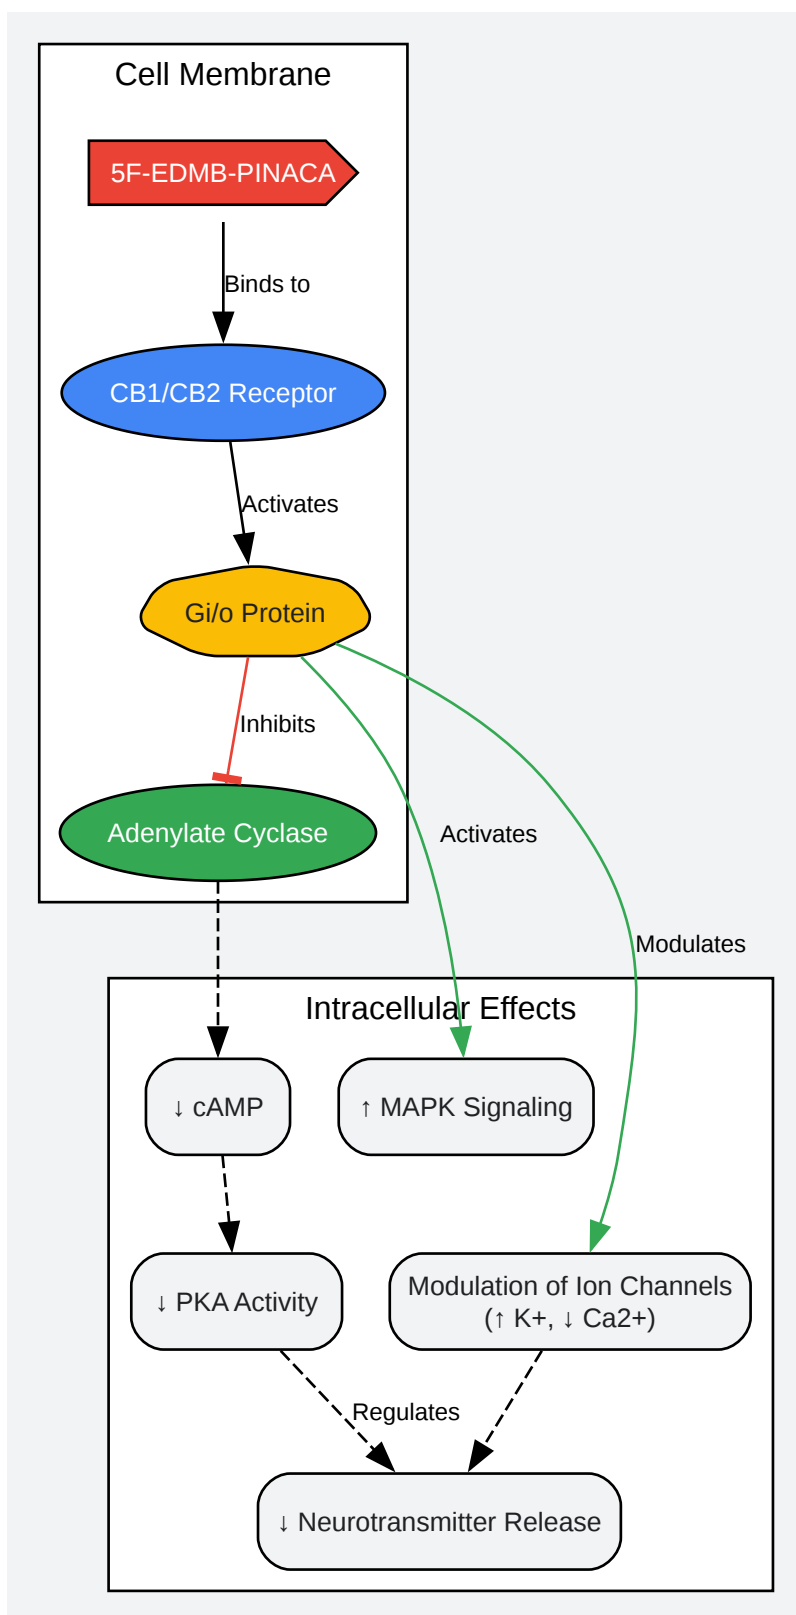 Cell Membrane
5F-EDMB-PINACA
Binds to
CB1/CB2 Receptor
Activates
Gi/o Protein
Inhibits
Adenylate Cyclase
Activates
Modulates
Intracellular Effects
↓ cAMP
↑ MAPK Signaling
↓ PKA Activity
Modulation of Ion Channels
(↑ K+, ↓ Ca2+)
Regulates
↓ Neurotransmitter Release